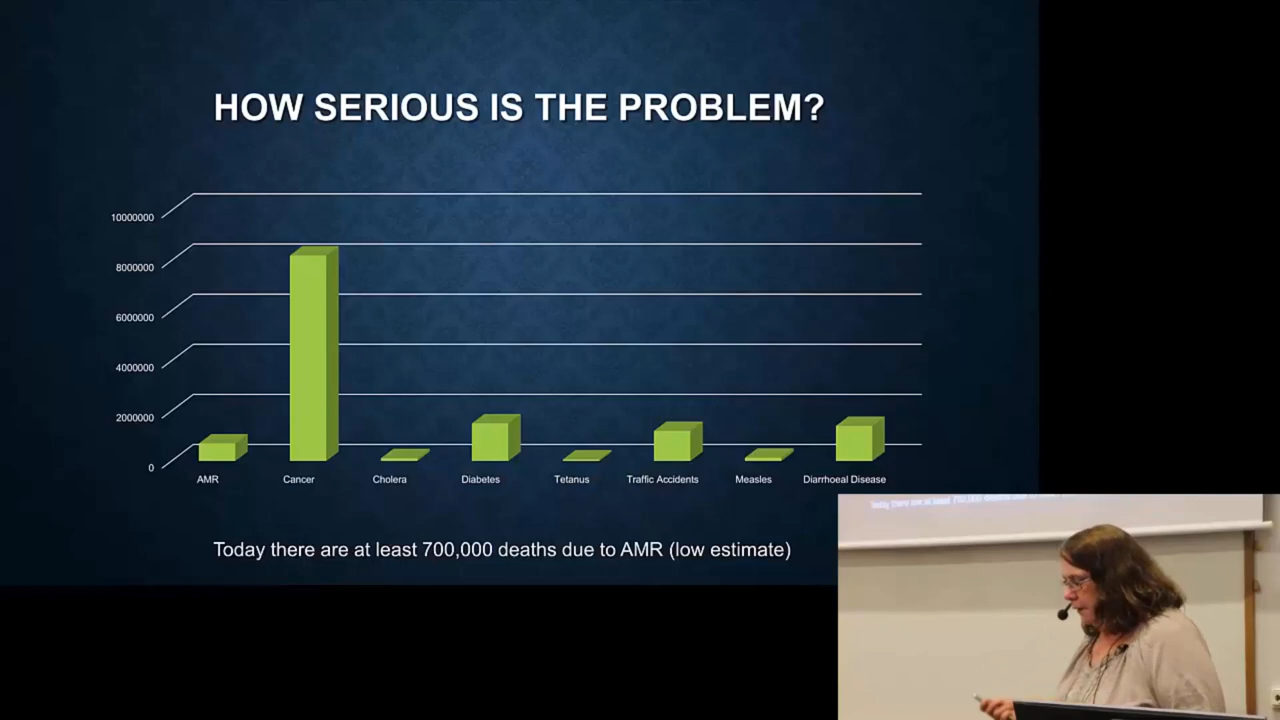 HOW SERIOUS IS THE PROBLEM?
10000000
8000000
6000000
4000000
2000000
0
AMR Cancer Cholera Diabetes Tetanus Traffic Accidents Measles Diarrhoeal Disease
Today there are at least 700,000 deaths due to AMR (low estimate)